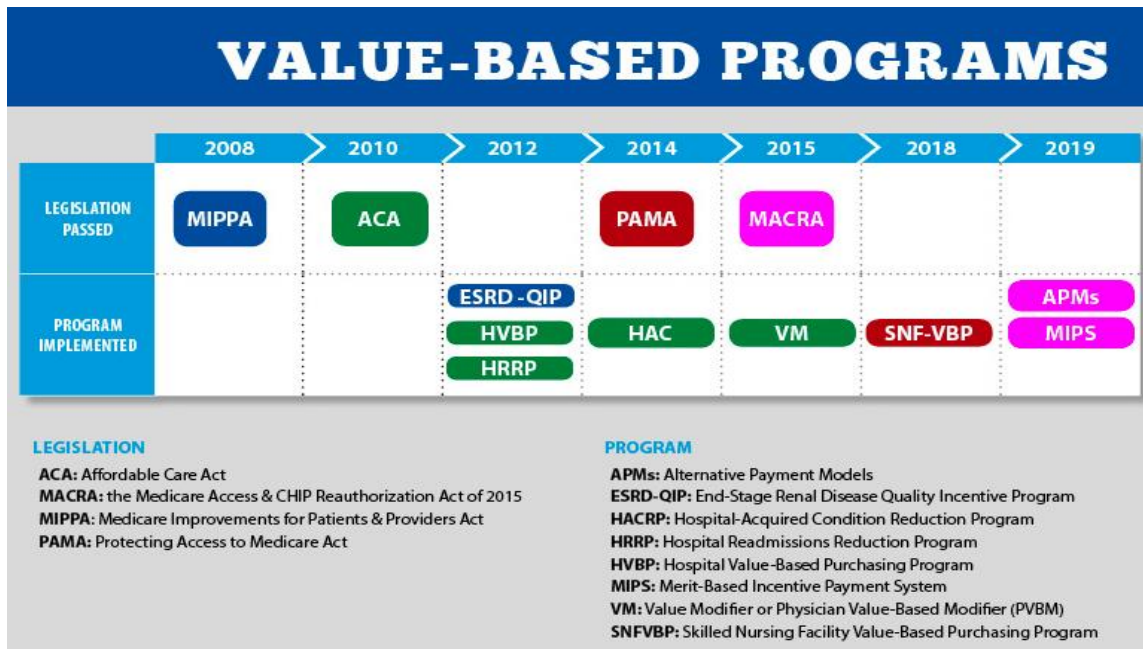 VALUE-BASED PROGRAMS
2008 2010 2012 2014 2015 2018 2019
LEGISLATION
PASSED
MIPPA ACA PAMA MACRA
PROGRAM
IMPLEMENTED
ESRD -QIP APMs
HVBP HAC VM SNF-VBP MIPS
HRRP
LEGISLATION
ACA: Affordable Care Act
MACRA: the Medicare Access & CHIP Reauthorization Act of 2015
MIPPA: Medicare Improvements for Patients & Providers Act
PAMA: Protecting Access to Medicare Act
PROGRAM
APMs: Alternative Payment Models
ESRD-QIP: End-Stage Renal Disease Quality Incentive Program
HACRP: Hospital-Acquired Condition Reduction Program
HRRP: Hospital Readmissions Reduction Program
HVBP: Hospital Value-Based Purchasing Program
MIPS: Merit-Based Incentive Payment System
VM: Value Modifier or Physician Value-Based Modifier (PVBM)
SNFVBP: Skilled Nursing Facility Value-Based Purchasing Program